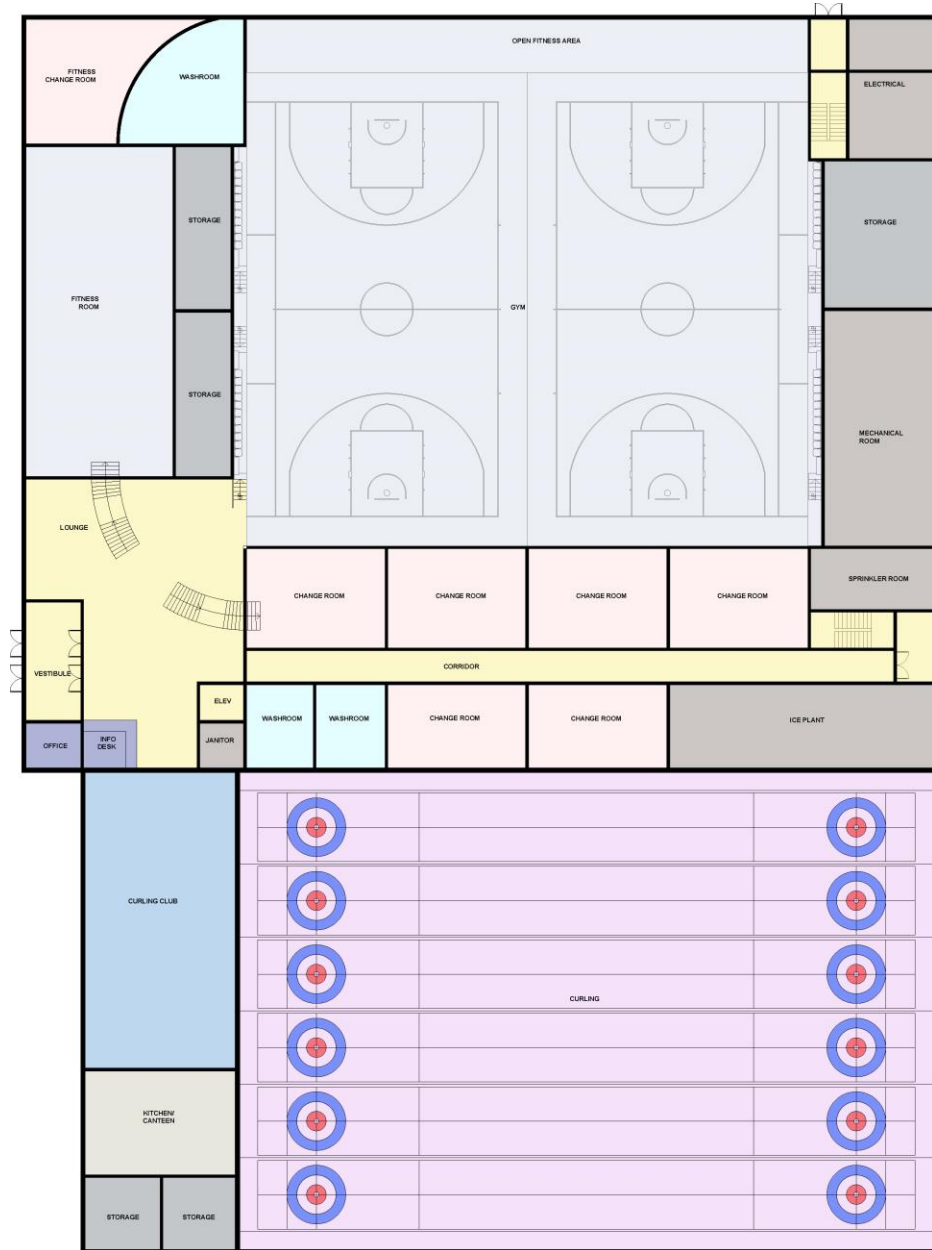 OPEN FITNESS AREA
FITNESS
CHANGE ROOM
WASHROOM
ELECTRICAL
STORAGE
STORAGE
FITNESS
ROOM
GYM
STORAGE
MECHANICAL
ROOM
LOUNGE
SPRINKLER ROOM
CHANGE ROOM
CHANGE ROOM
CHANGE ROOM
CHANGE ROOM
CORRIDOR
VESTIBULE
ELEV
WASHROOM
WASHROOM
CHANGE ROOM
CHANGE ROOM
ICE PLANT
OFFICE
INFO
DESK
JANITOR
CURLING CLUB
CURLING
KITCHEN/
CANTEEN
STORAGE
STORAGE